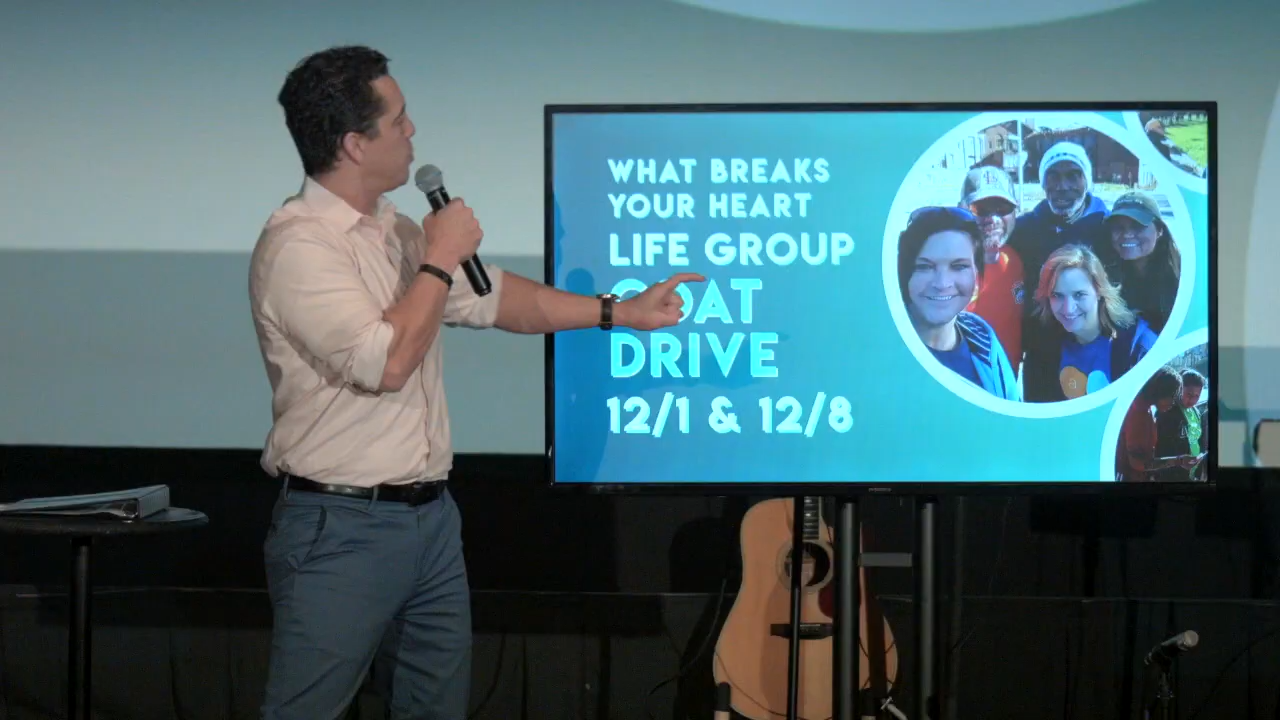 WHAT BREAKS
YOUR HEART
LIFE GROUP
COAT
DRIVE
12/1 & 12/8